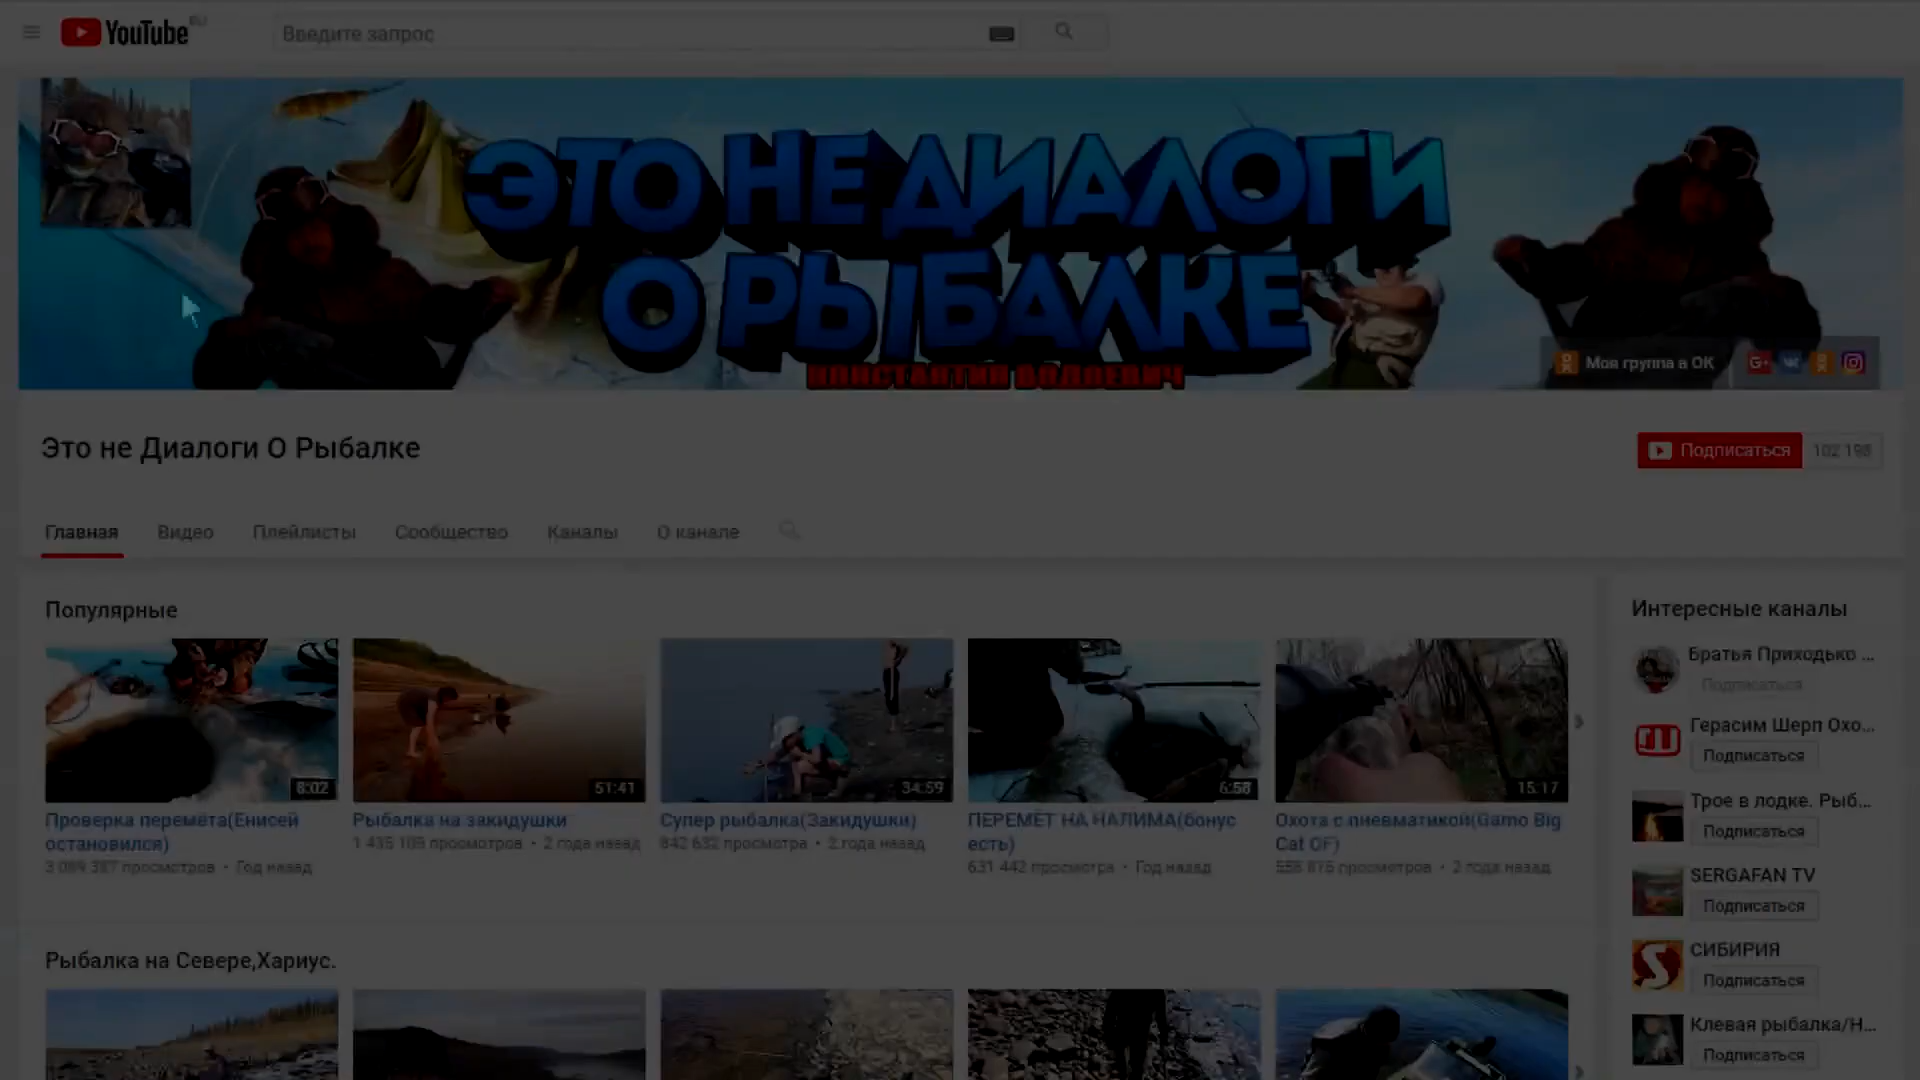 YouTube RU
Введите запрос
ЭТО НЕ ДИАЛОГИ
О РЫБАЛКЕ
Моя группа в ОК
Это не Диалоги О Рыбалке
Подписаться 102 198
Главная Видео Плейлисты Сообщество Каналы О канале
Популярные
8:02
51:41
34:59
6:58
15:17
Проверка перемёта(Енисей
остановился)
3 089 387 просмотров • Год назад
Рыбалка на закидушки
1 435 просмотров • 2 года назад
Супер рыбалка(Закидушки)
842 632 просмотра • 2 года назад
ПЕРЕМЁТ НА НАЛИМА(бонус
есть)
631 442 просмотра • Год назад
Охота с пневматикой(Gamo Big
Cat CF)
просмотров • 2 года назад
Интересные каналы
Братья Приходько ...
Подписаться
Герасим Шерп Охо...
Подписаться
Трое в лодке. Рыб...
Подписаться
SERGAFAN TV
Подписаться
СИБИРИЯ
Подписаться
Клевая рыбалка/Н...
Подписаться
Рыбалка на Севере,Хариус.